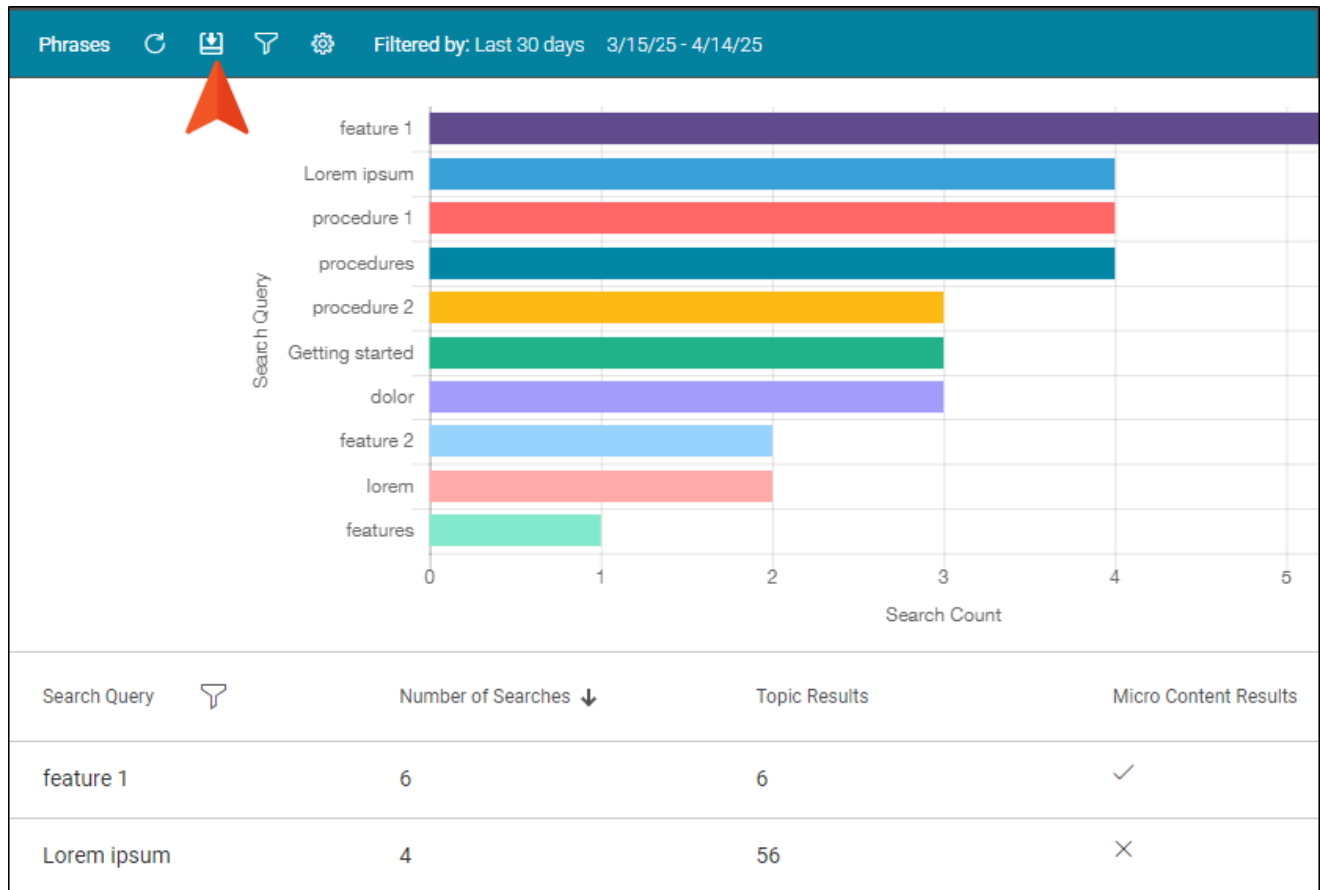 Phrases Filtered by: Last 30 days 3/15/25 - 4/14/25
feature 1
Lorem ipsum
procedure 1
procedures
procedure 2
Getting started
dolor
feature 2
lorem
features
Search Query
0 1 2 3 4 5
Search Count
Search Query Number of Searches Topic Results Micro Content Results
feature 1 6 6
Lorem ipsum 4 56